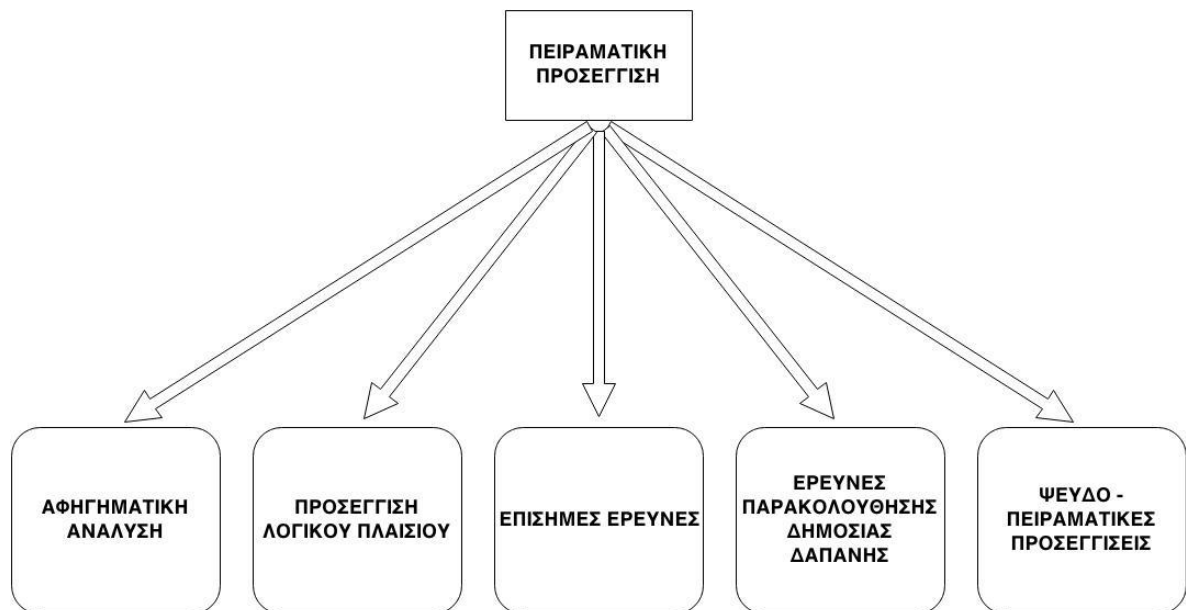 ΠΕΙΡΑΜΑΤΙΚΗ
ΠΡΟΣΕΓΓΙΣΗ
ΑΦΗΓΗΜΑΤΙΚΗ
ΑΝΑΛΥΣΗ
ΠΡΟΣΕΓΓΙΣΗ
ΛΟΓΙΚΟΥ ΠΛΑΙΣΙΟΥ
ΕΠΙΣΗΜΕΣ ΕΡΕΥΝΕΣ
ΕΡΕΥΝΕΣ
ΠΑΡΑΚΟΛΟΥΘΗΣΗΣ
ΔΗΜΟΣΙΑΣ
ΔΑΠΑΝΗΣ
ΨΕΥΔΟ -
ΠΕΙΡΑΜΑΤΙΚΕΣ
ΠΡΟΣΕΓΓΙΣΕΙΣ